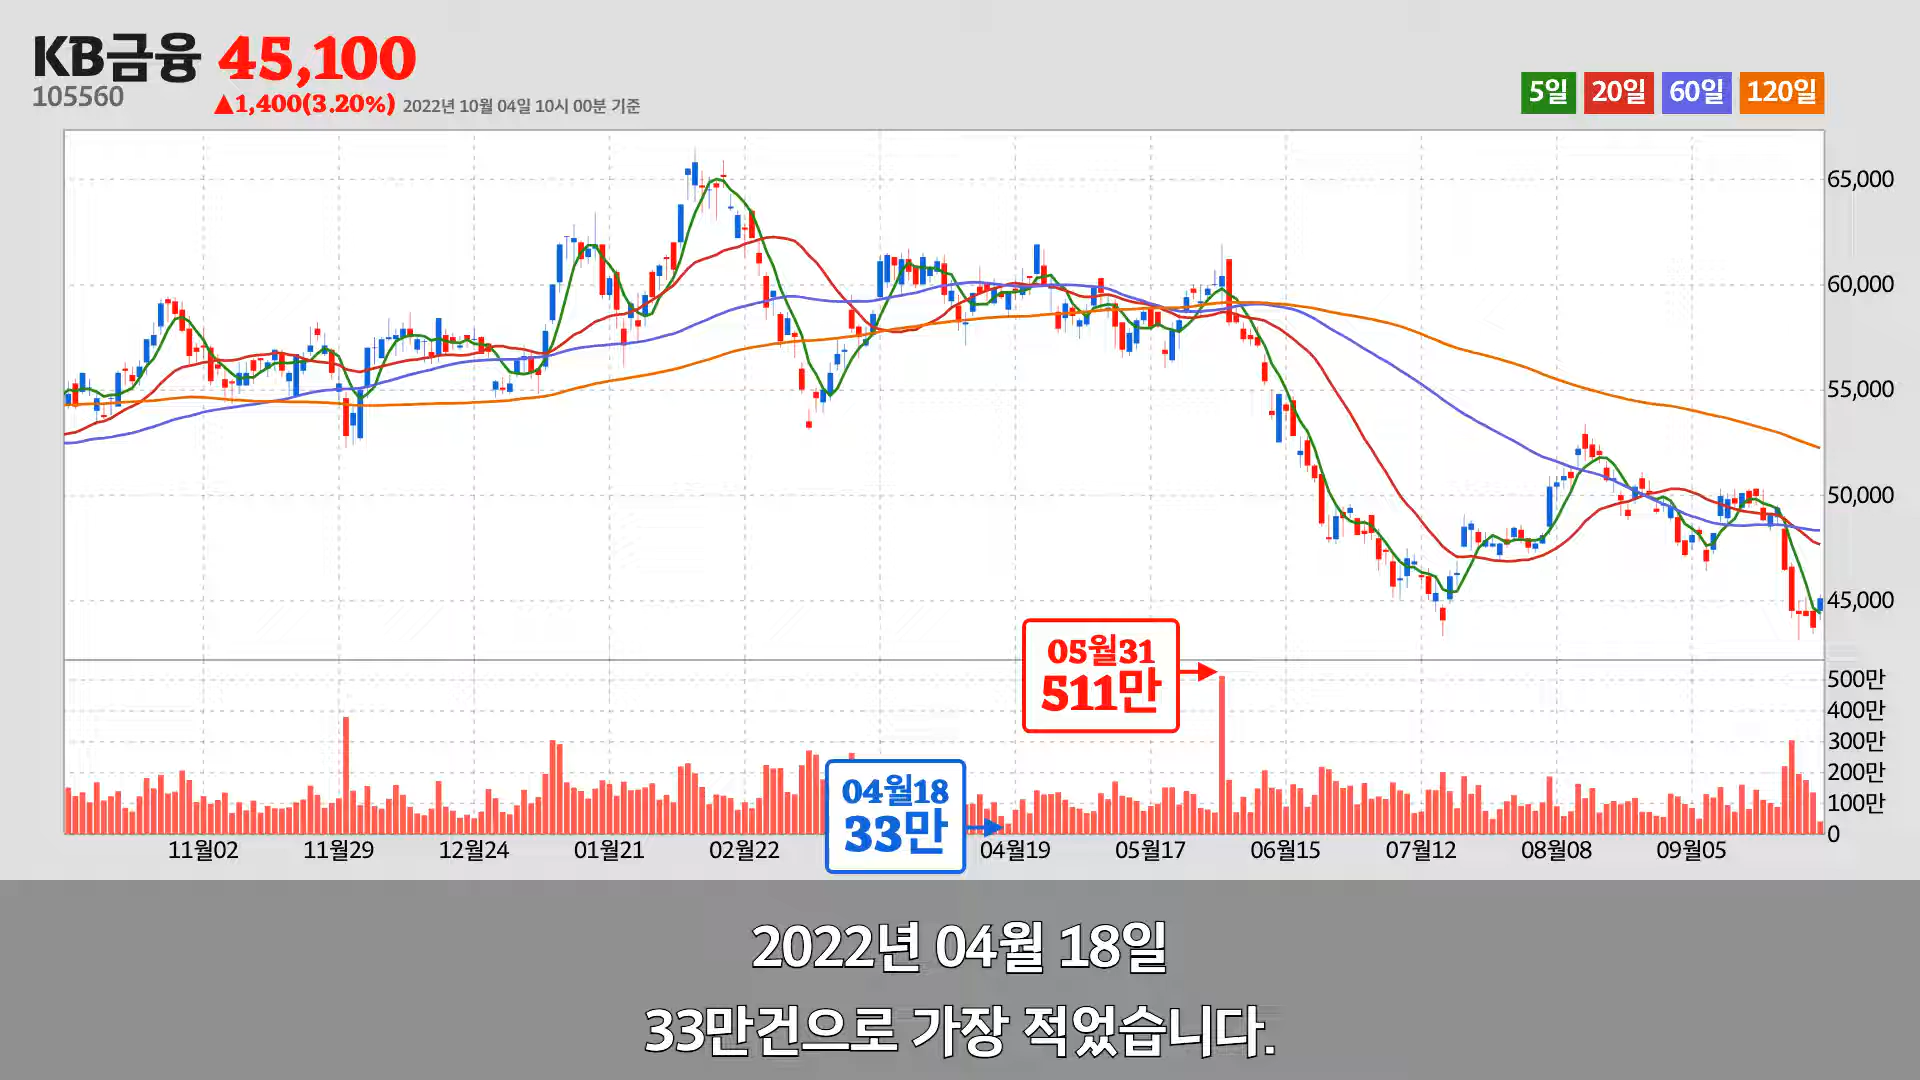 KB금융 45,100
105560
▲1,400(3.20%) 2022년 10월 04일 10시 00분 기준
5일 20일 60일 120일
65,000
60,000
55,000
50,000
45,000
05월31
511만
500만
400만
300만
200만
100만
0
04월18
33만
11월02 11월29 12월24 01월21 02월22 04월19 05월17 06월15 07월12 08월08 09월05
2022년 04월 18일
33만건으로 가장 적었습니다.